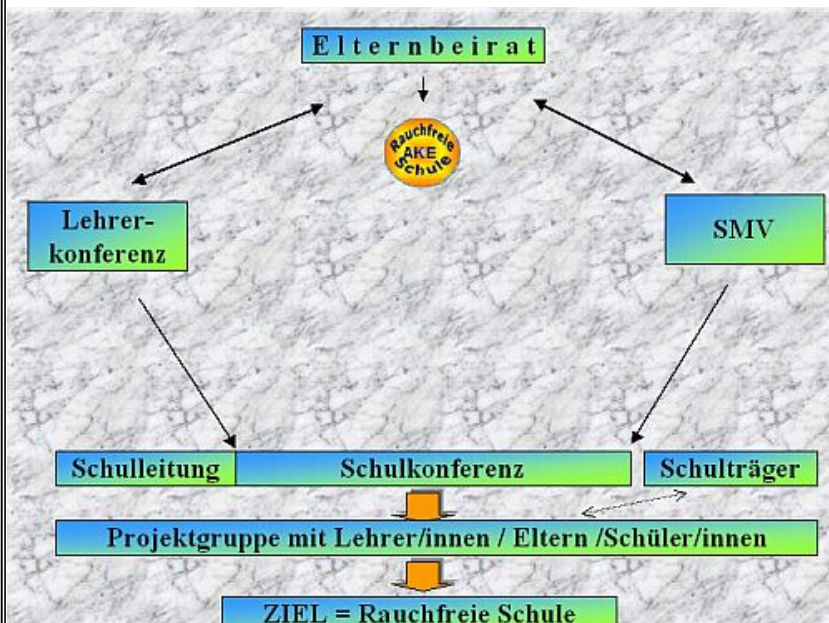 Elternbeirat
Rauchfreie
AKE
Schule
Lehrer-
konferenz
SMV
Schulleitung
Schulkonferenz
Schulträger
Projektgruppe mit Lehrer/innen / Eltern /Schüler/innen
ZIEL = Rauchfreie Schule